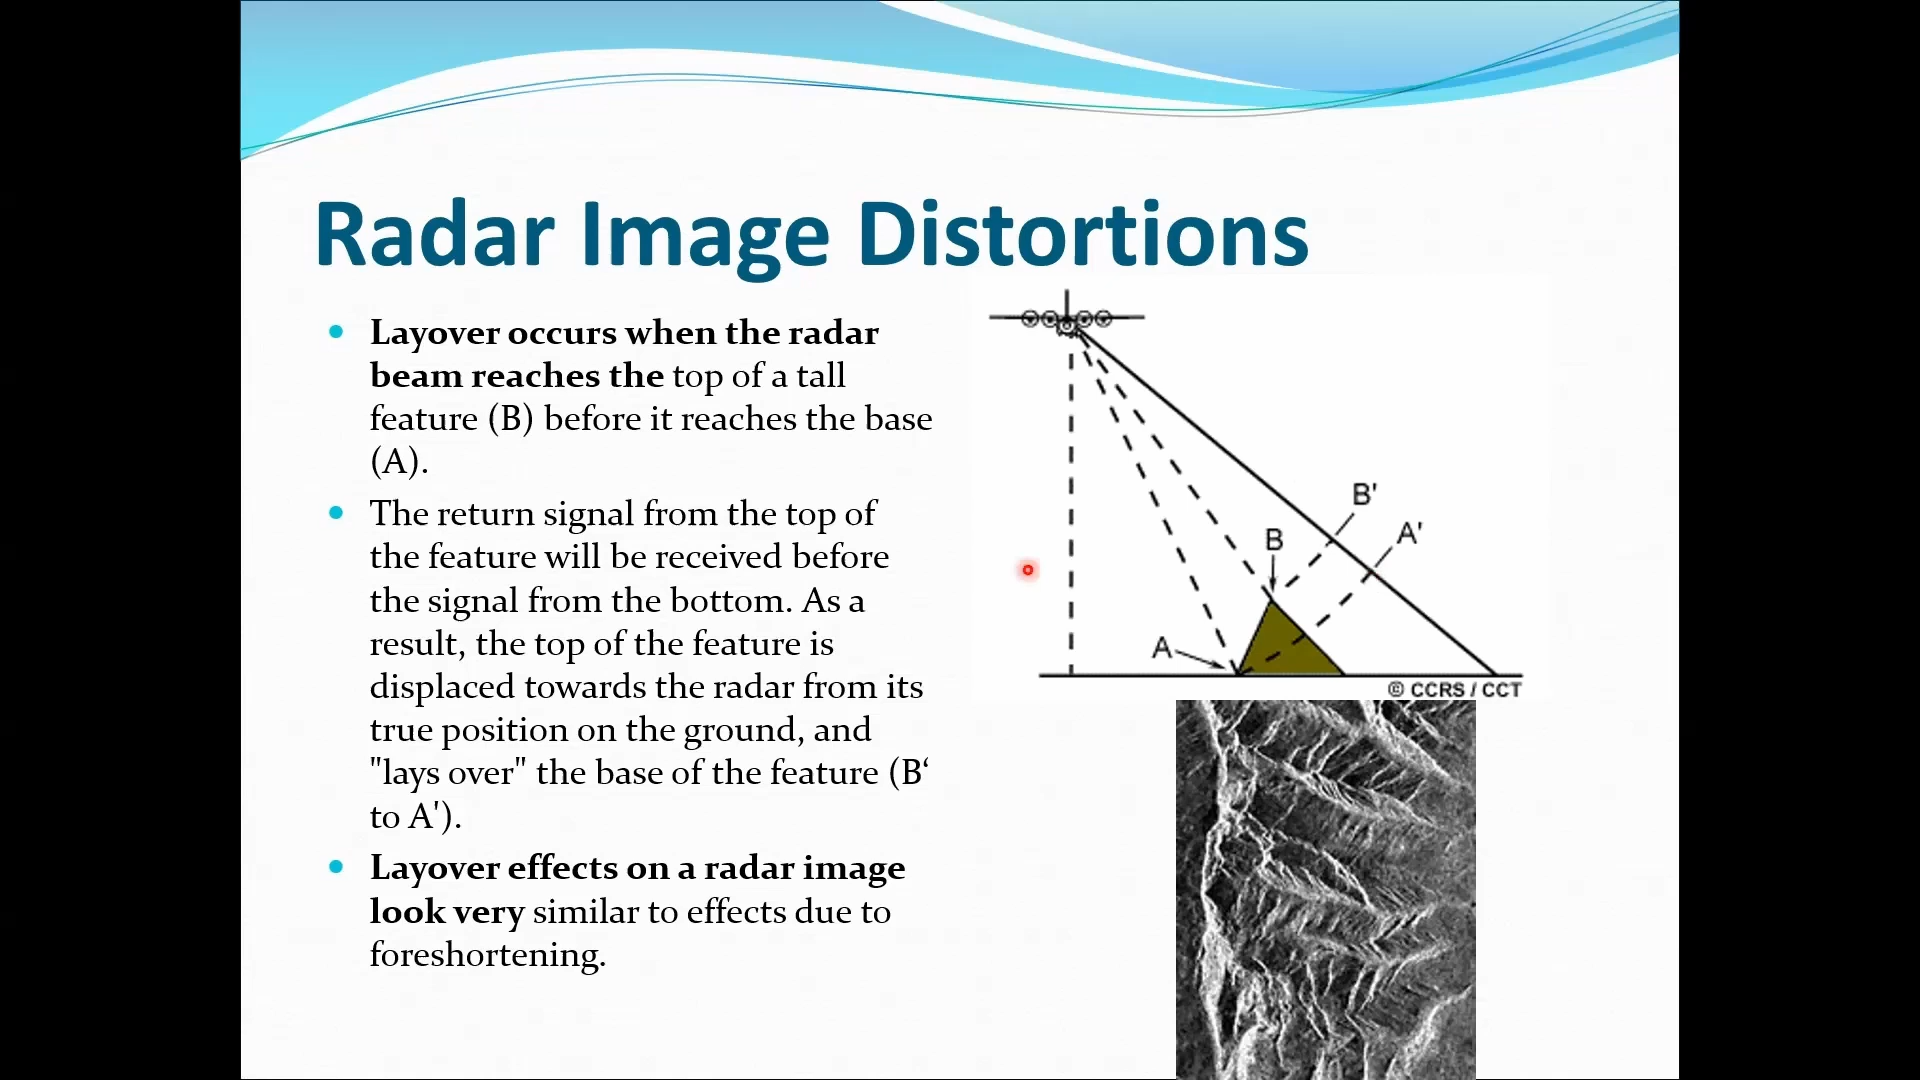 Radar Image Distortions
Layover occurs when the radar
beam reaches the top of a tall
feature (B) before it reaches the base
(A).
The return signal from the top of
the feature will be received before
the signal from the bottom. As a
result, the top of the feature is
displaced towards the radar from its
true position on the ground, and
"lays over" the base of the feature (B‘
to A').
Layover effects on a radar image
look very similar to effects due to
foreshortening.
B'
A'
B
A
© CCRS / CCT